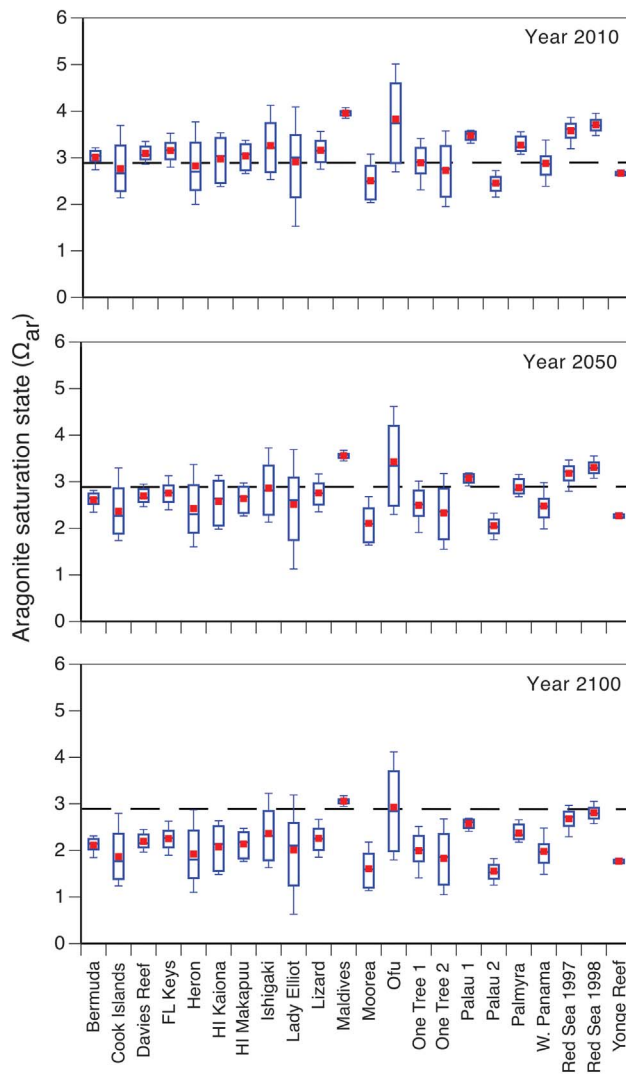 6
Year 2010
5
4
3
2
1
0
Aragonite saturation state (Ωar)
6
Year 2050
5
4
3
2
1
0
6
Year 2100
5
4
3
2
1
0
Bermuda
Cook Islands
Davies Reef
FL Keys
Heron
HI Kaiona
HI Makapuu
Ishigaki
Lady Elliot
Lizard
Maldives
Moorea
Ofu
One Tree 1
One Tree 2
Palau 1
Palau 2
Palmyra
W. Panama
Red Sea 1997
Red Sea 1998
Yonge Reef